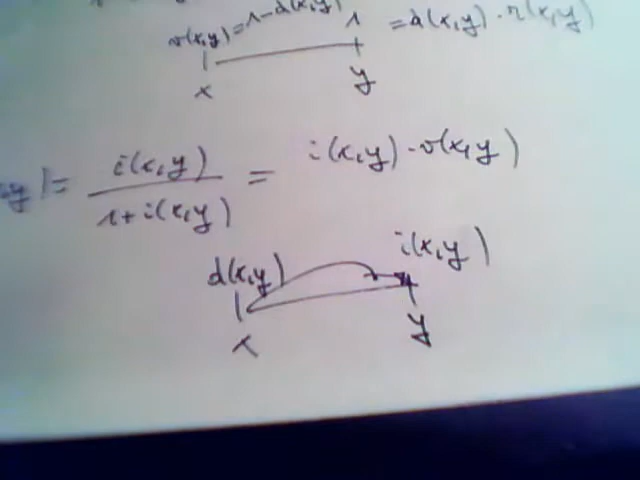 v(x,y)=1-d(x,y) 1 =d(x,y)·r(x,y)
x y
,y)= i(x,y)/1+i(x,y) = i(x,y)·v(x,y)
d(x,y) i(x,y)
x y